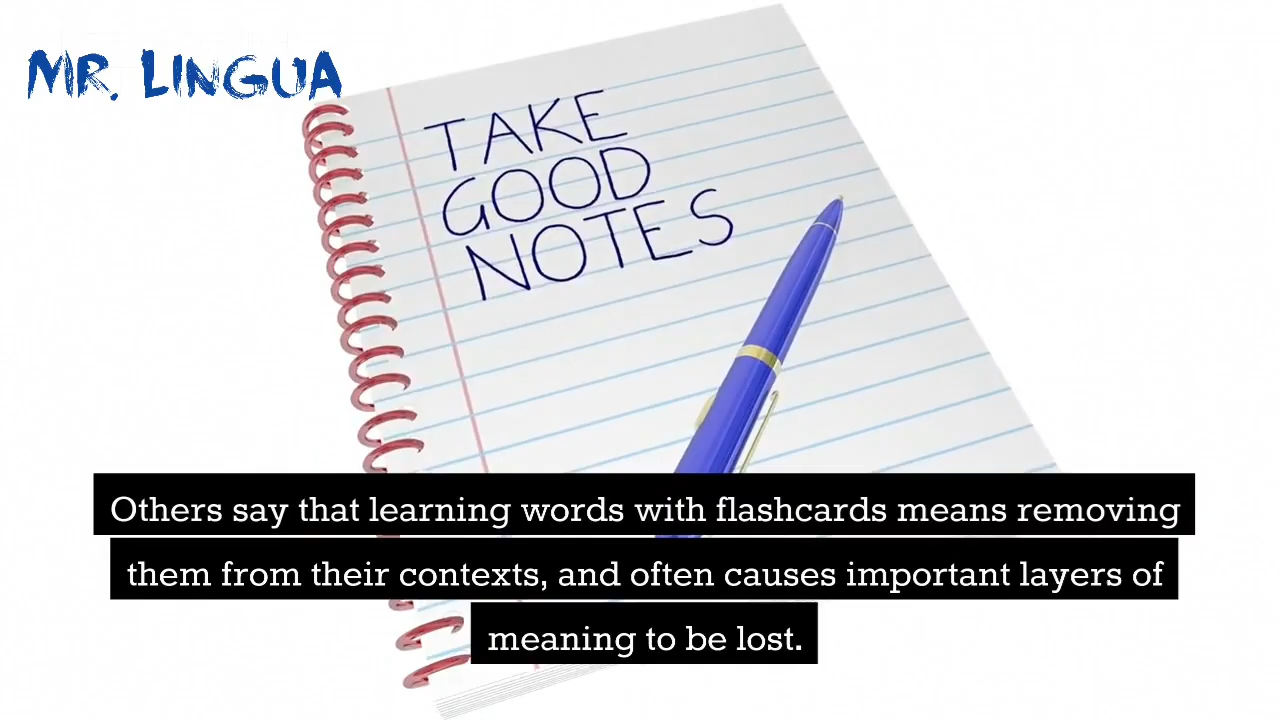 MR. LINGUA
TAKE
GOOD
NOTES
Others say that learning words with flashcards means removing
them from their contexts, and often causes important layers of
meaning to be lost.